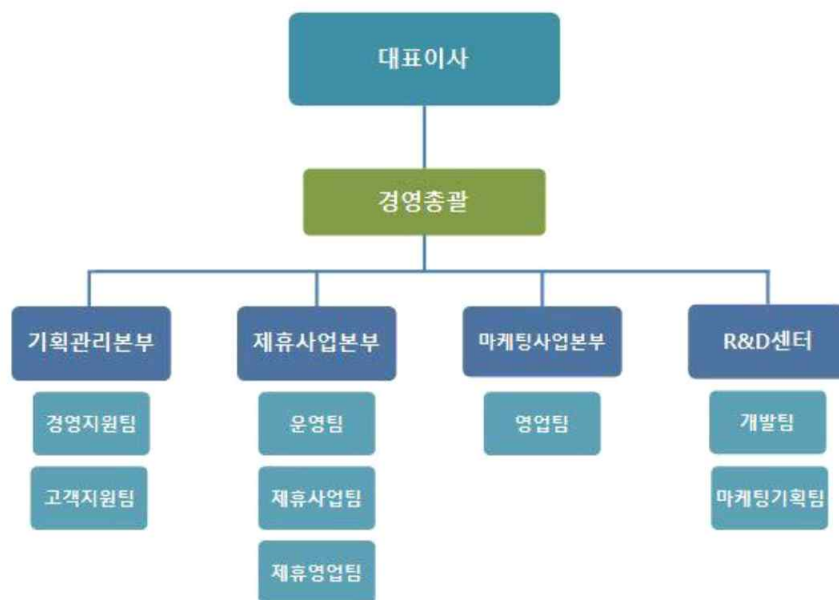 대표이사
경영총괄
기획관리본부
제휴사업본부
마케팅사업본부
R&D센터
경영지원팀
운영팀
영업팀
개발팀
고객지원팀
제휴사업팀
마케팅기획팀
제휴영업팀